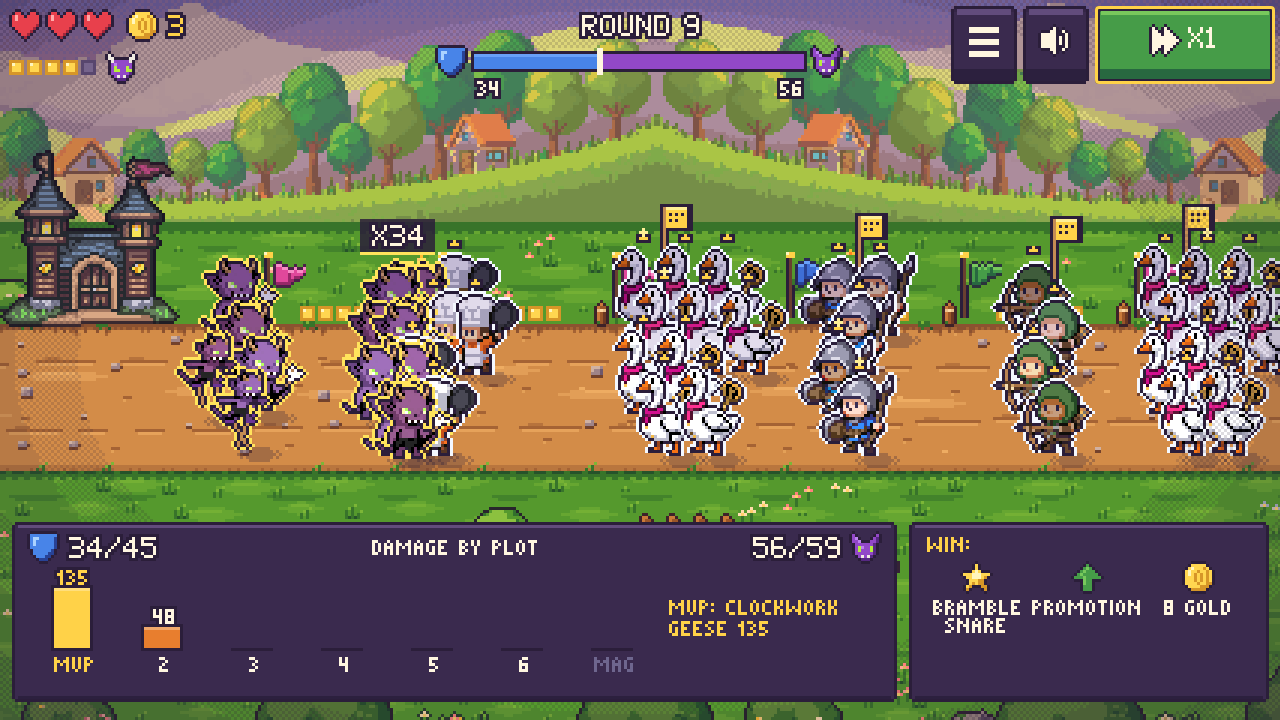 3
ROUND 9
X1
34
56
X34
34/45
DAMAGE BY PLOT
56/59
135
48
MVP
2
3
4
5
6
MAG
MVP: CLOCKWORK
GEESE 135
WIN:
BRAMBLE
SNARE
PROMOTION
8 GOLD